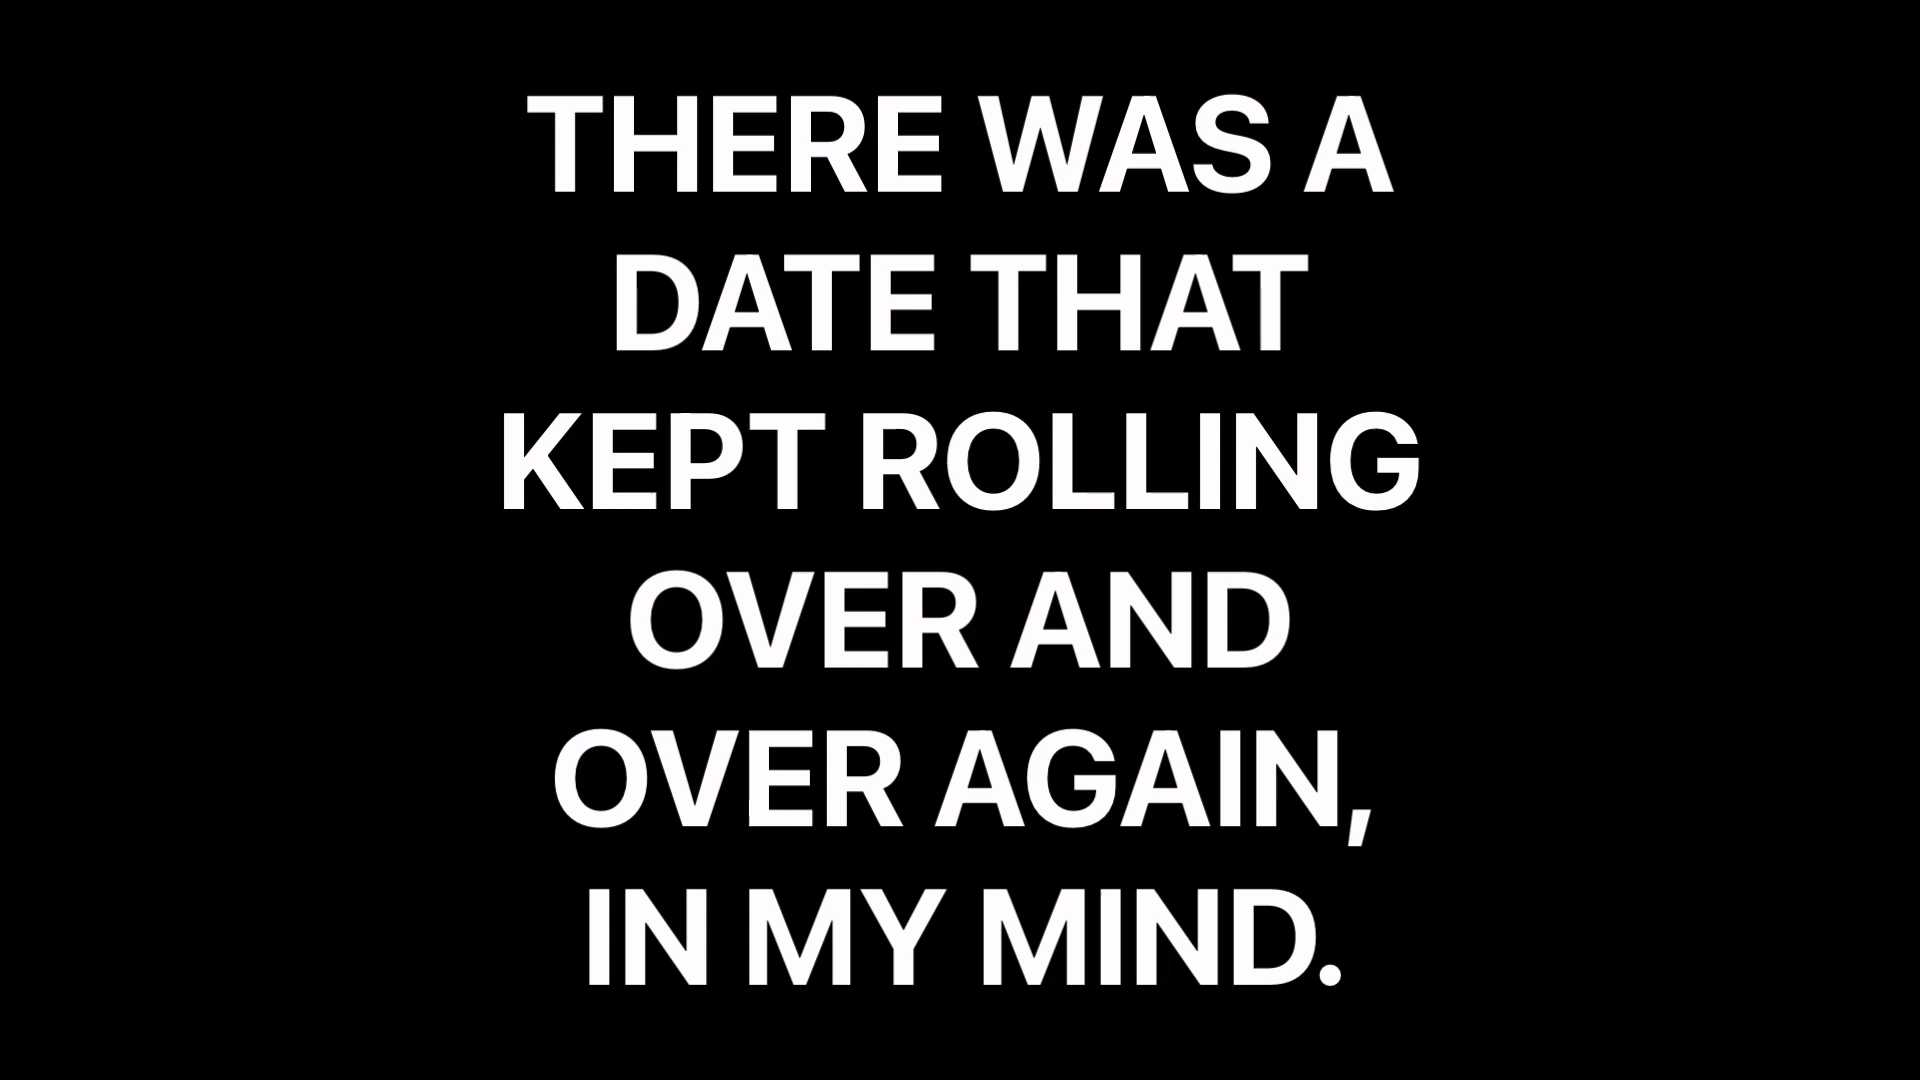 THERE WAS A
DATE THAT
KEPT ROLLING
OVER AND
OVER AGAIN,
IN MY MIND.